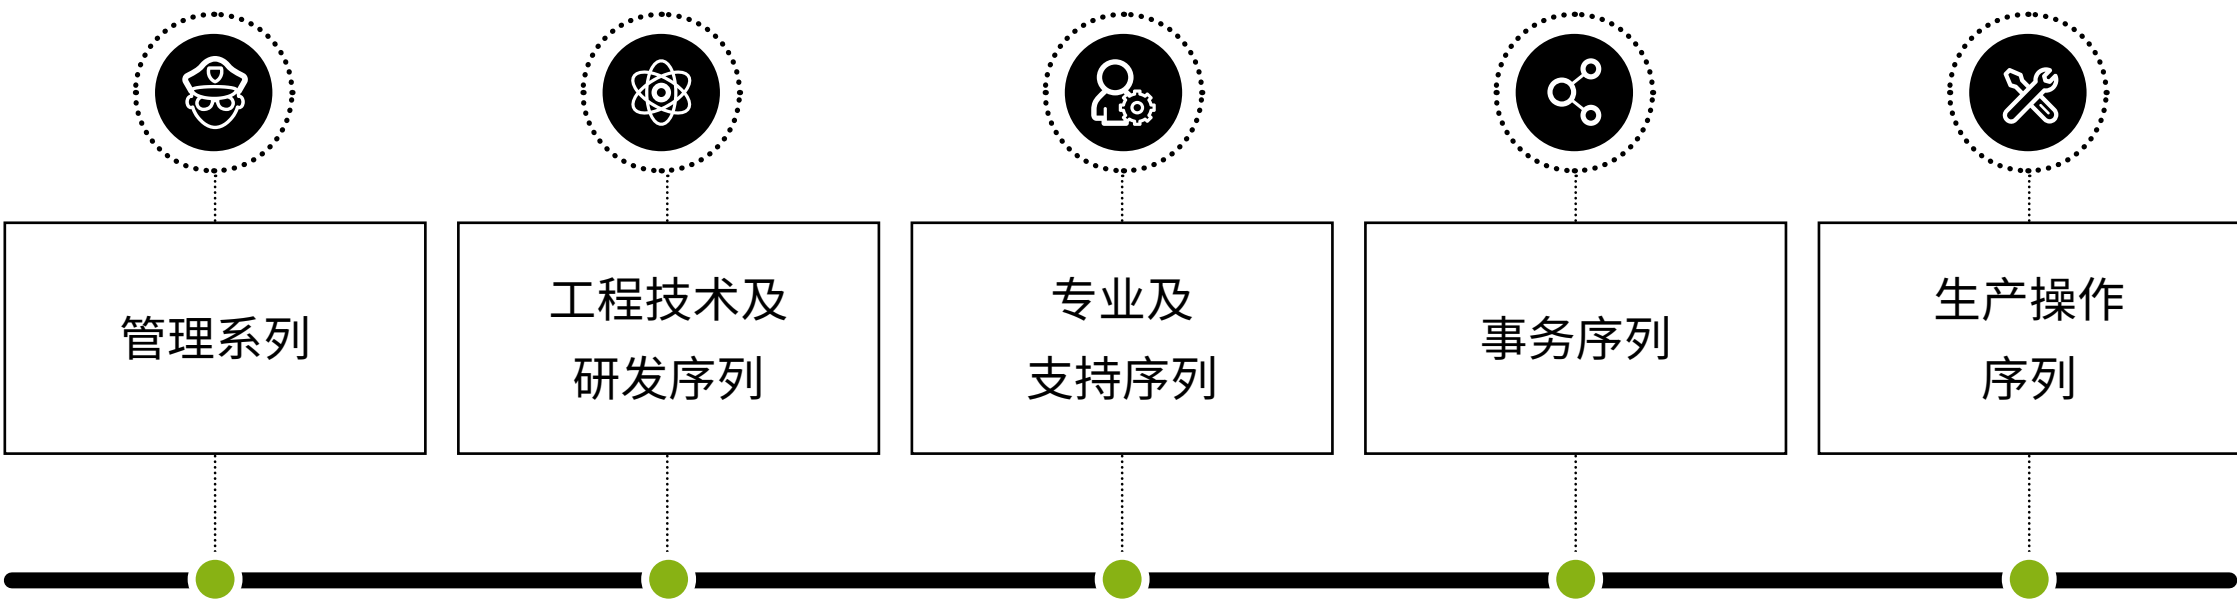 管理系列
工程技术及
研发序列
专业及
支持序列
事务序列
生产操作
序列